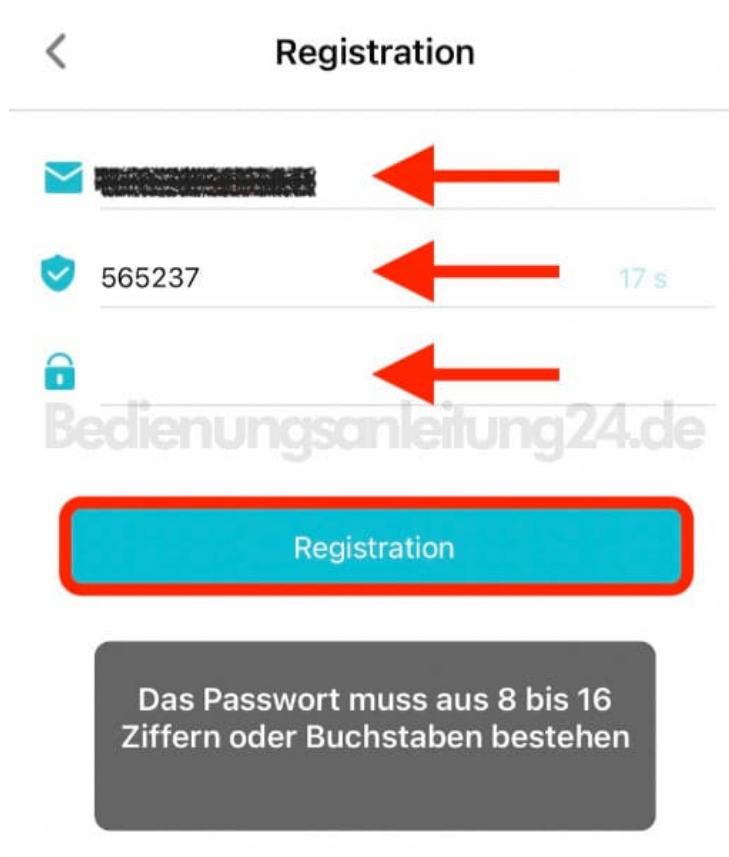 Registration
565237
17 s
Bedienungsanleitung24.de
Registration
Das Passwort muss aus 8 bis 16
Ziffern oder Buchstaben bestehen